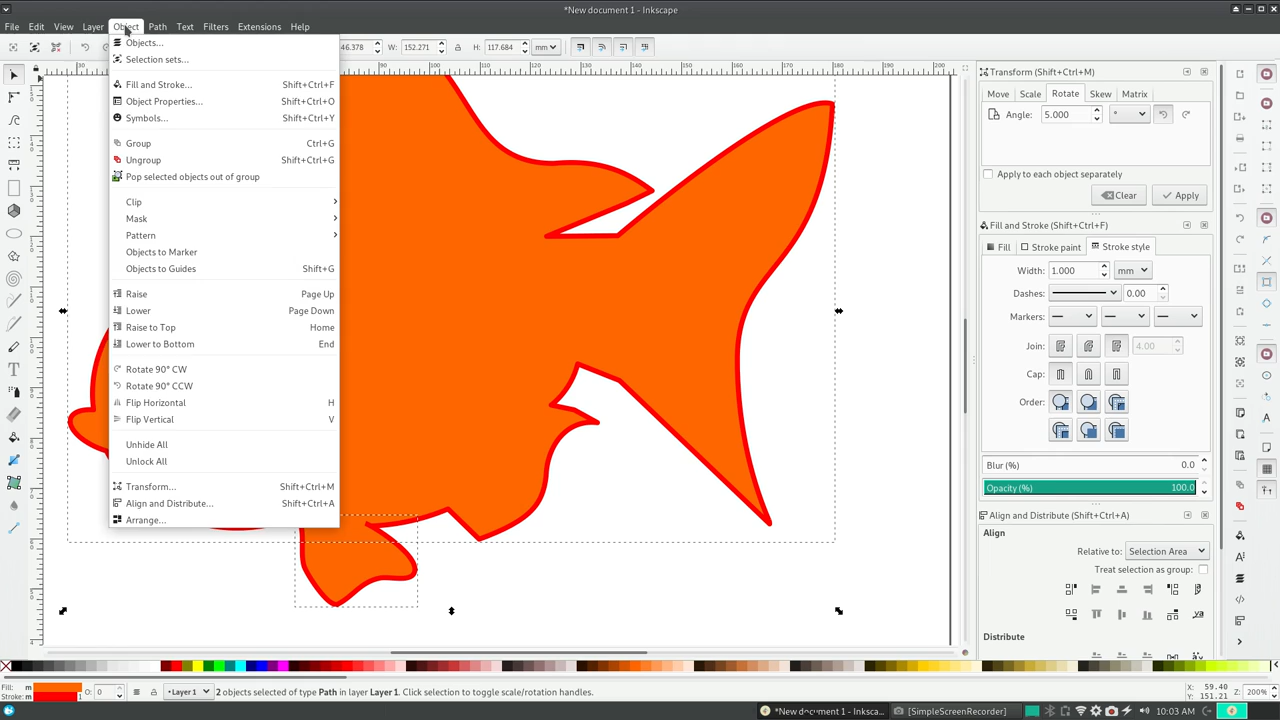 *New document 1 - Inkscape
File Edit View Layer Object Path Text Filters Extensions Help
46.378 W: 152.271 H: 117.684 mm
Objects...
Selection sets...
Fill and Stroke... Shift+Ctrl+F
Object Properties... Shift+Ctrl+O
Symbols... Shift+Ctrl+Y
Group Ctrl+G
Ungroup Shift+Ctrl+G
Pop selected objects out of group
Clip
Mask
Pattern
Objects to Marker
Objects to Guides Shift+G
Raise Page Up
Lower Page Down
Raise to Top Home
Lower to Bottom End
Rotate 90° CW
Rotate 90° CCW
Flip Horizontal H
Flip Vertical V
Unhide All
Unlock All
Transform... Shift+Ctrl+M
Align and Distribute... Shift+Ctrl+A
Arrange...
Transform (Shift+Ctrl+M)
Move Scale Rotate Skew Matrix
Angle: 5.000 °
Apply to each object separately
Clear Apply
Fill and Stroke (Shift+Ctrl+F)
Fill Stroke paint Stroke style
Width: 1.000 mm
Dashes: 0.00
Markers:
Join: 4.00
Cap:
Order:
Blur (%) 0.0
Opacity (%) 100.0
Align and Distribute (Shift+Ctrl+A)
Align
Relative to: Selection Area
Treat selection as group:
Distribute
Fill: m
Stroke: m 1
O: 0
•Layer 1
2 objects selected of type Path in layer Layer 1. Click selection to toggle scale/rotation handles.
X: 59.40
Y: 151.21
Z: 200%
*New document 1 - Inksca... [SimpleScreenRecorder] 10:03 AM